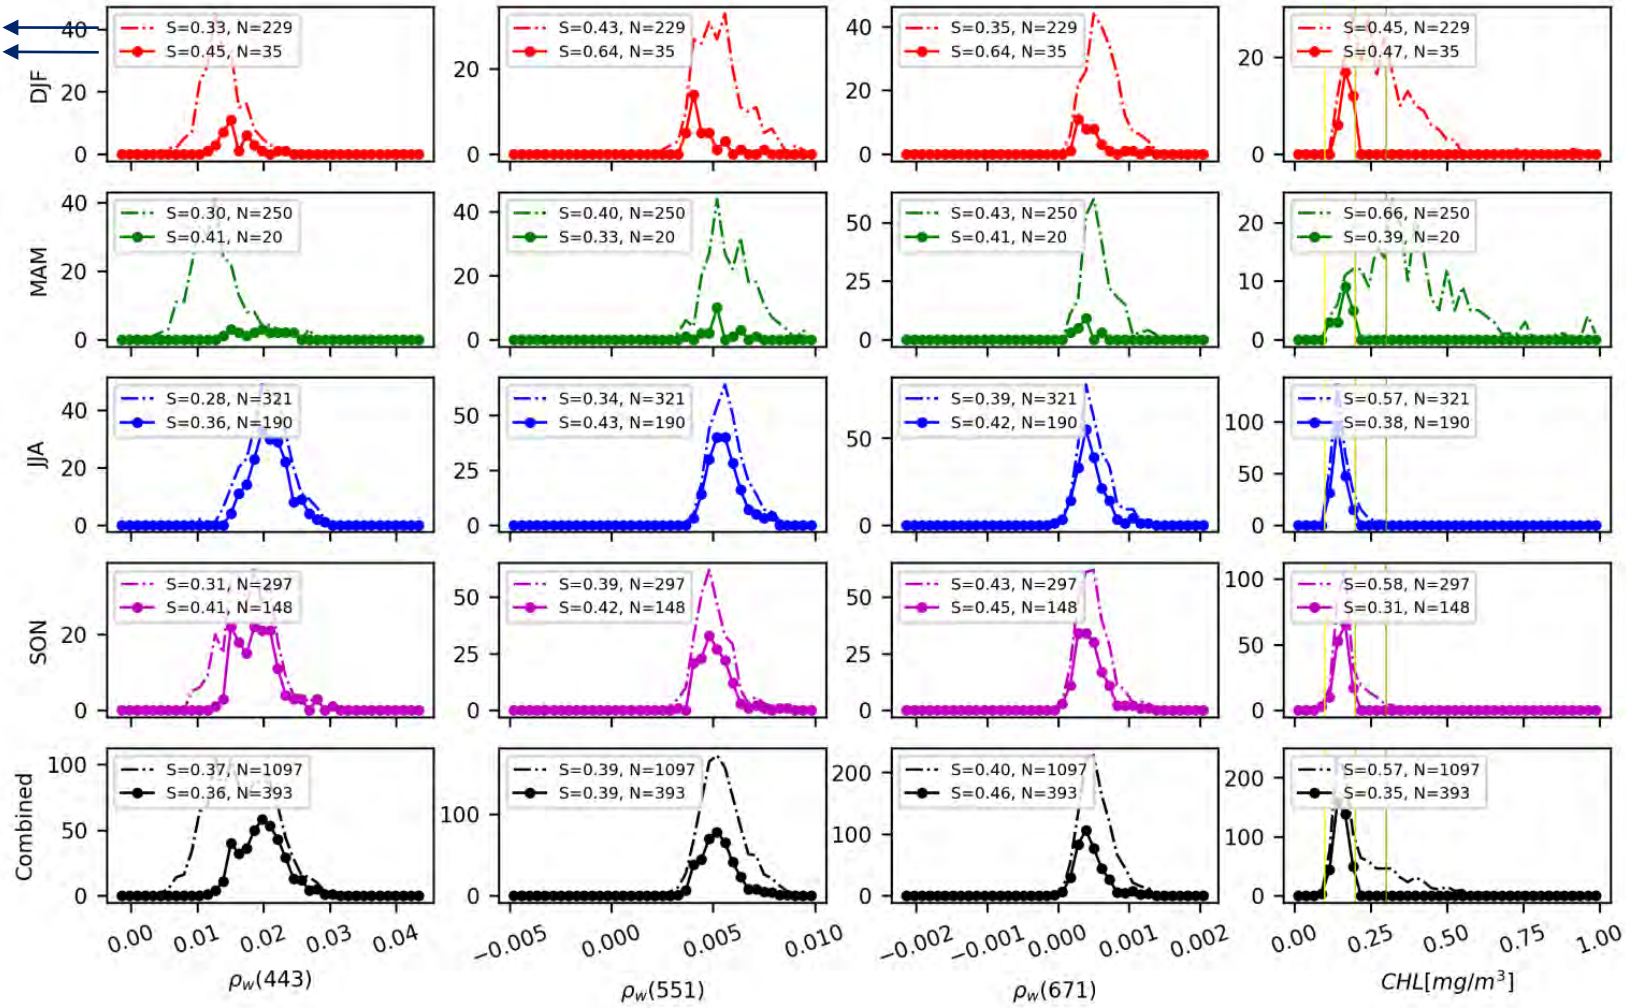 S=0.33, N=229
S=0.45, N=35
S=0.43, N=229
S=0.64, N=35
S=0.35, N=229
S=0.64, N=35
S=0.45, N=229
S=0.47, N=35
DJF
40
20
0
20
0
40
20
0
20
0
S=0.30, N=250
S=0.41, N=20
S=0.40, N=250
S=0.33, N=20
S=0.43, N=250
S=0.41, N=20
S=0.66, N=250
S=0.39, N=20
MAM
40
20
0
40
20
0
50
25
0
20
10
0
S=0.28, N=321
S=0.36, N=190
S=0.34, N=321
S=0.43, N=190
S=0.39, N=321
S=0.42, N=190
S=0.57, N=321
S=0.38, N=190
JJA
40
20
0
50
25
0
50
0
100
50
0
S=0.31, N=297
S=0.41, N=148
S=0.39, N=297
S=0.42, N=148
S=0.43, N=297
S=0.45, N=148
S=0.58, N=297
S=0.31, N=148
SON
20
0
50
25
0
50
25
0
100
50
0
S=0.37, N=1097
S=0.36, N=393
S=0.39, N=1097
S=0.39, N=393
S=0.40, N=1097
S=0.46, N=393
S=0.57, N=1097
S=0.35, N=393
Combined
100
50
0
100
0
200
100
0
200
100
0
0.00 0.01 0.02 0.03 0.04
−0.005 0.000 0.005 0.010
−0.002 −0.001 0.000 0.001 0.002
0.00 0.25 0.50 0.75 1.00
ρw(443)
ρw(551)
ρw(671)
CHL[mg/m³]